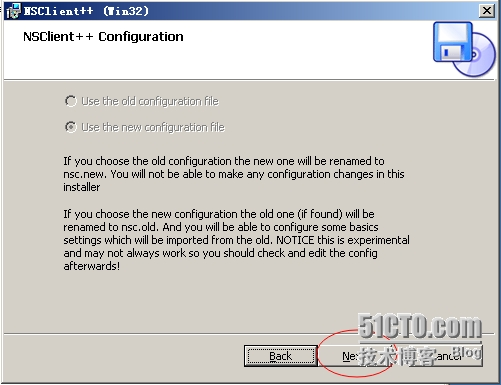 NSClient++ (Win32)
NSClient++ Configuration
Use the old configuration file
Use the new configuration file
If you choose the old configuration the new one will be renamed to
nsc.new. You will not be able to make any configuration changes in this
installer
If you choose the new configuration the old one (if found) will be
renamed to nsc.old. And you will be able to configure some basics
settings which will be imported from the old. NOTICE this is experimental
and may not always work so you should check and edit the config
afterwards!
51CTO.com
技术博客 Blog
Back
Next
Cancel